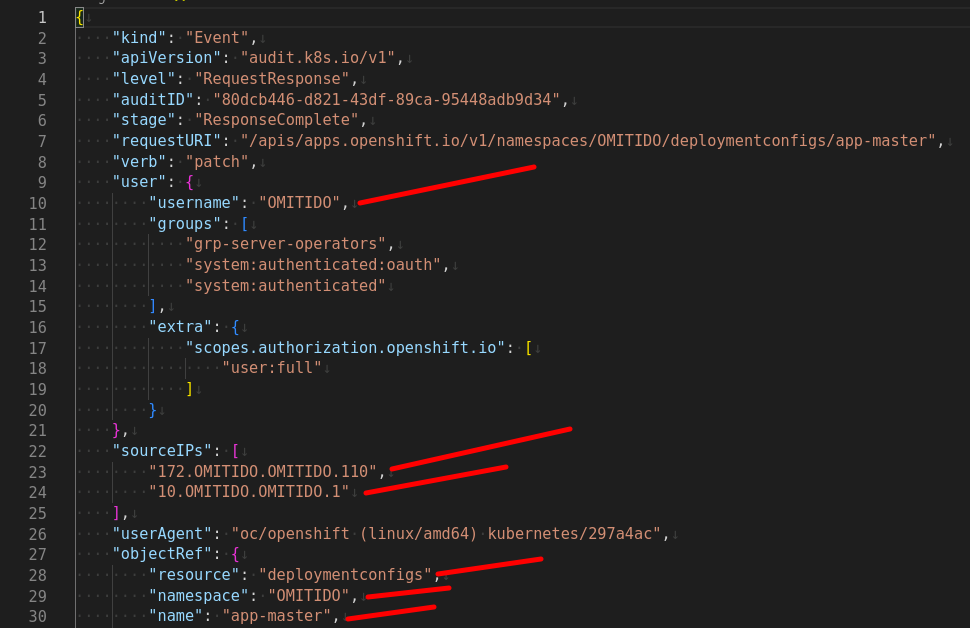 1 {
2 "kind": "Event",
3 "apiVersion": "audit.k8s.io/v1",
4 "level": "RequestResponse",
5 "auditID": "80dcb446-d821-43df-89ca-95448adb9d34",
6 "stage": "ResponseComplete",
7 "requestURI": "/apis/apps.openshift.io/v1/namespaces/OMITIDO/deploymentconfigs/app-master",
8 "verb": "patch",
9 "user": {
10 "username": "OMITIDO",
11 "groups": [
12 "grp-server-operators",
13 "system:authenticated:oauth",
14 "system:authenticated"
15 ],
16 "extra": {
17 "scopes.authorization.openshift.io": [
18 "user:full"
19 ]
20 }
21 },
22 "sourceIPs": [
23 "172.OMITIDO.OMITIDO.110",
24 "10.OMITIDO.OMITIDO.1"
25 ],
26 "userAgent": "oc/openshift (linux/amd64) kubernetes/297a4ac",
27 "objectRef": {
28 "resource": "deploymentconfigs",
29 "namespace": "OMITIDO",
30 "name": "app-master",